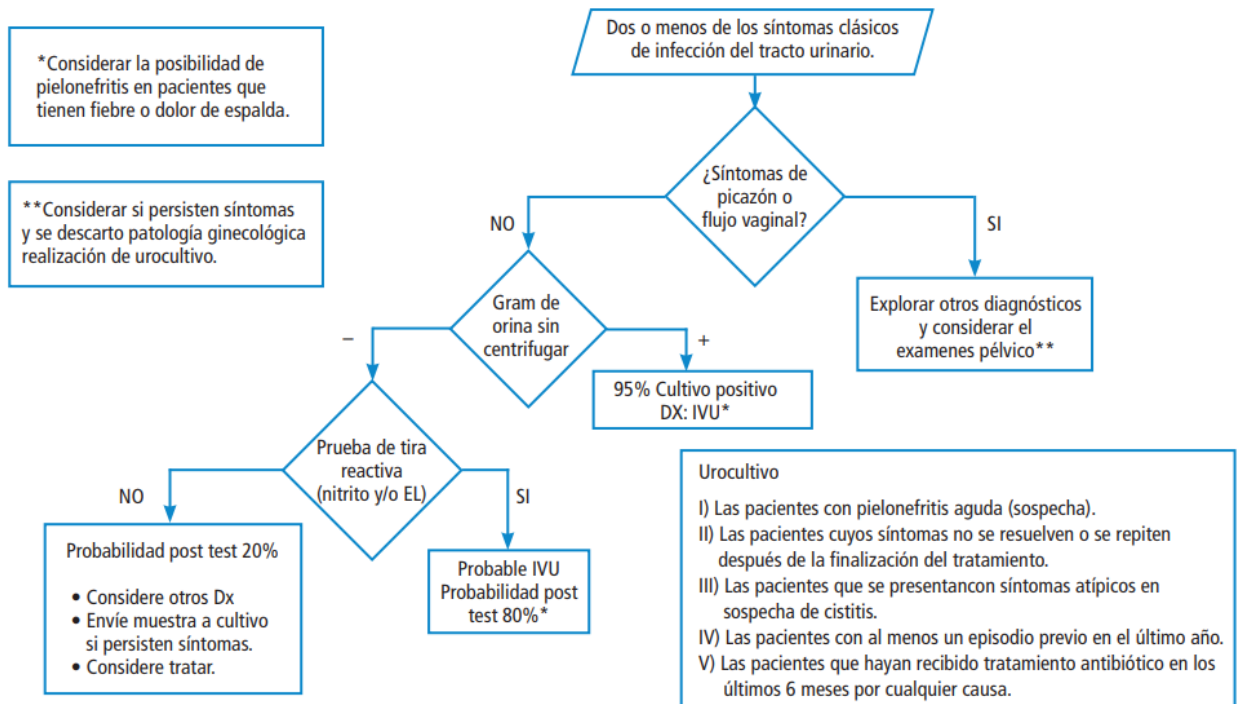 Dos o menos de los síntomas clásicos
de infección del tracto urinario.
*Considerar la posibilidad de
pielonefritis en pacientes que
tienen fiebre o dolor de espalda.
**Considerar si persisten síntomas
y se descarto patología ginecológica
realización de urocultivo.
¿Síntomas de
picazón o
flujo vaginal?
NO
SI
Gram de
orina sin
centrifugar
Explorar otros diagnósticos
y considerar el
examenes pélvico**
–
+
95% Cultivo positivo
DX: IVU*
Prueba de tira
reactiva
(nitrito y/o EL)
NO
SI
Probabilidad post test 20%
• Considere otros Dx
• Envíe muestra a cultivo
si persisten síntomas.
• Considere tratar.
Probable IVU
Probabilidad post
test 80%*
Urocultivo
I) Las pacientes con pielonefritis aguda (sospecha).
II) Las pacientes cuyos síntomas no se resuelven o se repiten
después de la finalización del tratamiento.
III) Las pacientes que se presentancon síntomas atípicos en
sospecha de cistitis.
IV) Las pacientes con al menos un episodio previo en el último año.
V) Las pacientes que hayan recibido tratamiento antibiótico en los
últimos 6 meses por cualquier causa.